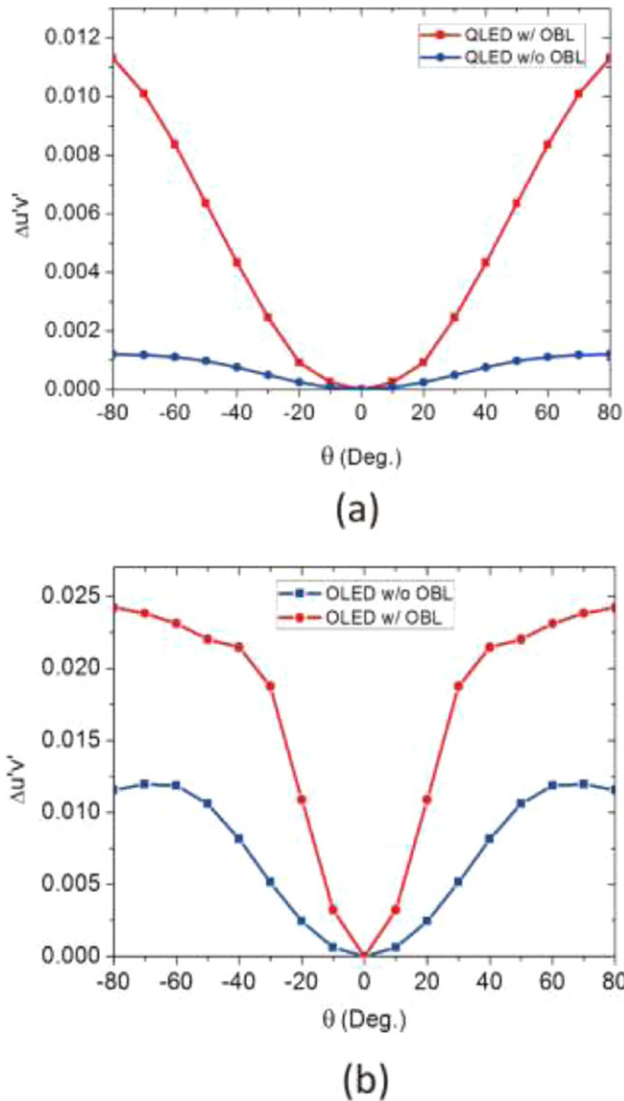 0.012
0.010
0.008
0.006
0.004
0.002
0.000
Δu'v'
QLED w/ OBL
QLED w/o OBL
-80 -60 -40 -20 0 20 40 60 80
θ (Deg.)
(a)
0.025
0.020
0.015
0.010
0.005
0.000
Δu'v'
OLED w/o OBL
OLED w/ OBL
-80 -60 -40 -20 0 20 40 60 80
θ (Deg.)
(b)